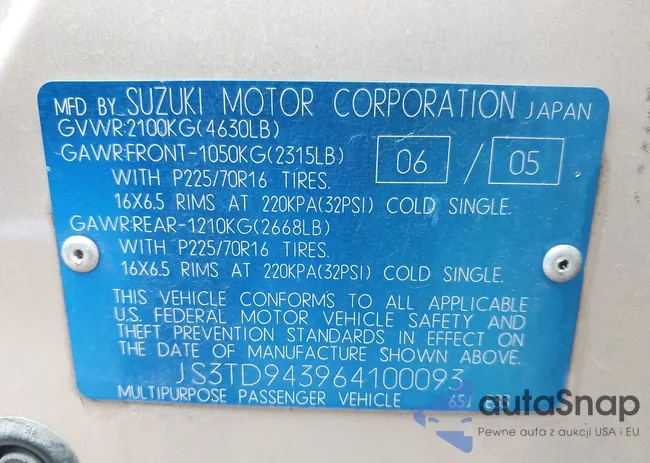 MFD BY SUZUKI MOTOR CORPORATION JAPAN
GVWR:2100KG(4630LB)
GAWR:FRONT-1050KG(2315LB) 06 / 05
WITH P225/70R16 TIRES.
16X6.5 RIMS AT 220KPA(32PSI) COLD SINGLE.
GAWR:REAR-1210KG(2668LB)
WITH P225/70R16 TIRES.
16X6.5 RIMS AT 220KPA(32PSI) COLD SINGLE.
THIS VEHICLE CONFORMS TO ALL APPLICABLE
U.S. FEDERAL MOTOR VEHICLE SAFETY AND
THEFT PREVENTION STANDARDS IN EFFECT ON
THE DATE OF MANUFACTURE SHOWN ABOVE.
JS3TD943964100093
MULTIPURPOSE PASSENGER VEHICLE 65J
autaSnap
Pewne auta z aukcji USA i EU